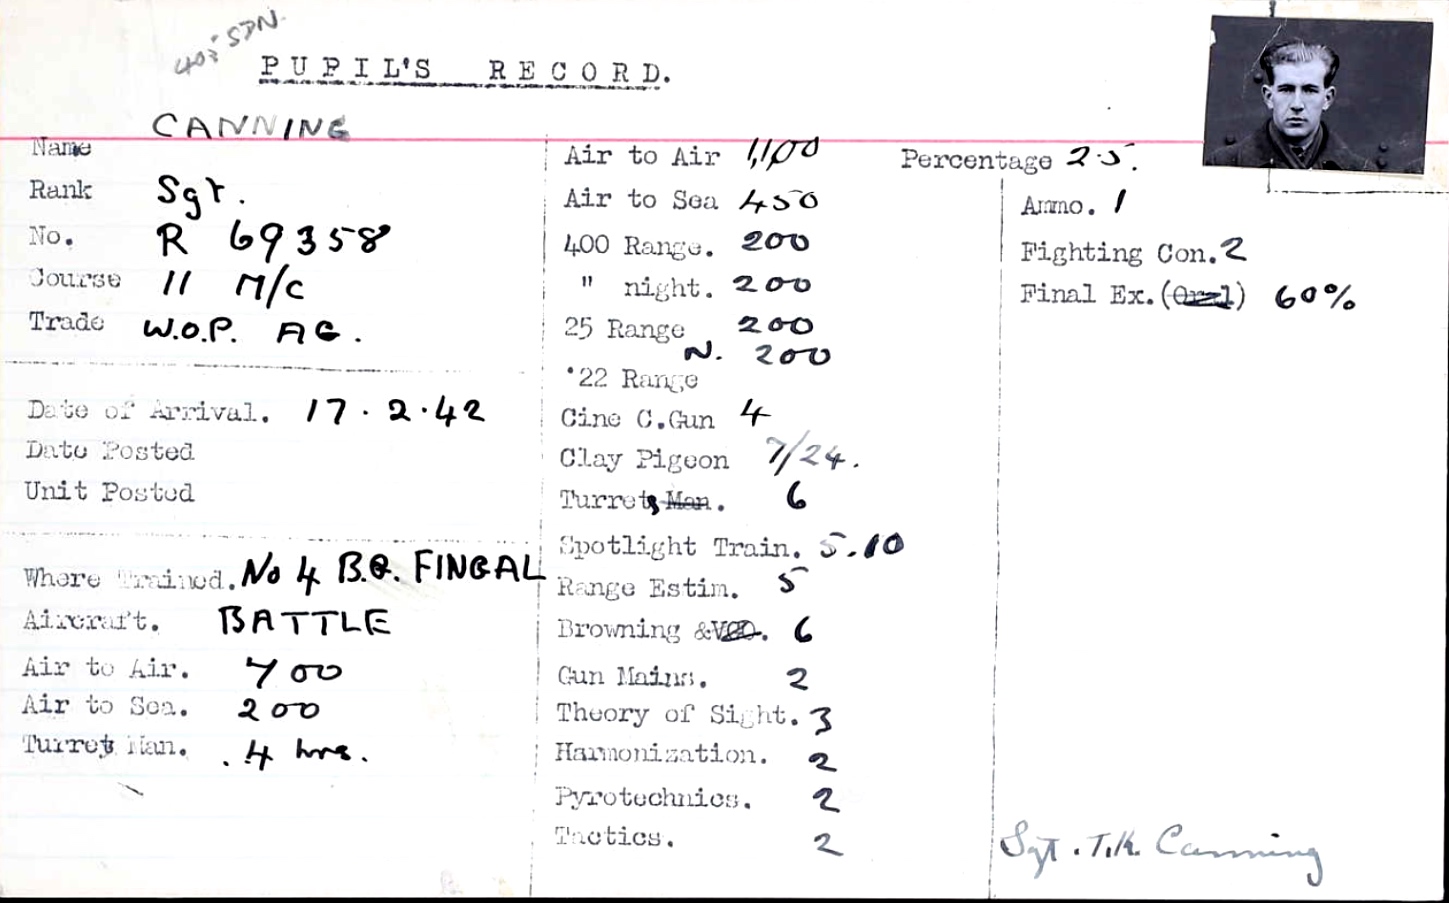 SDN.
PUPIL'S RECORD.
Name CANNING
Rank Sgt.
No. R 69358
Course 11 M/C
Trade W.O.P. AG.
Date of Arrival. 17.2.42
Date Posted
Unit Posted
Where Trained. No 4 B.G. FINGAL
Aircraft. BATTLE
Air to Air. 700
Air to Sea. 200
Turret Man. .4 hrs.
Air to Air 1,100
Air to Sea 450
400 Range. 200
" night. 200
25 Range 200
N. 200
.22 Range
Cine C.Gun 4
Clay Pigeon 7/24.
Turrets Man. 6
Spotlight Train. 5.10
Range Estim. 5
Browning & 6
Gun Mains. 2
Theory of Sight. 3
Harmonization. 2
Pyrotechnics. 2
Tactics. 2
Percentage 2.5.
Ammo. 1
Fighting Con. 2
Final Ex. (Oral) 60%
Sgt. T.K. Canning